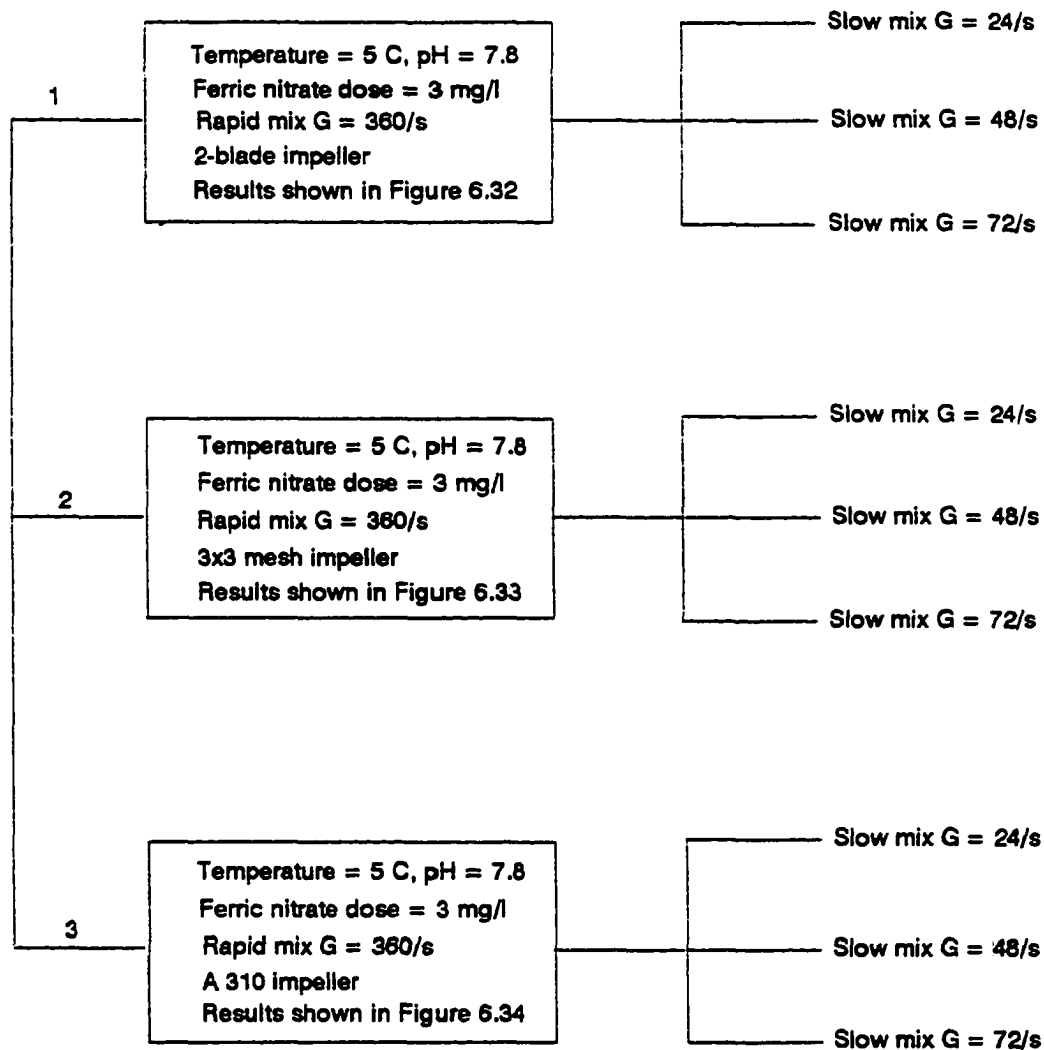 1
Temperature = 5 C, pH = 7.8
Ferric nitrate dose = 3 mg/l
Rapid mix G = 360/s
2-blade impeller
Results shown in Figure 6.32
Slow mix G = 24/s
Slow mix G = 48/s
Slow mix G = 72/s
2
Temperature = 5 C, pH = 7.8
Ferric nitrate dose = 3 mg/l
Rapid mix G = 360/s
3x3 mesh impeller
Results shown in Figure 6.33
Slow mix G = 24/s
Slow mix G = 48/s
Slow mix G = 72/s
3
Temperature = 5 C, pH = 7.8
Ferric nitrate dose = 3 mg/l
Rapid mix G = 360/s
A 310 impeller
Results shown in Figure 6.34
Slow mix G = 24/s
Slow mix G = 48/s
Slow mix G = 72/s